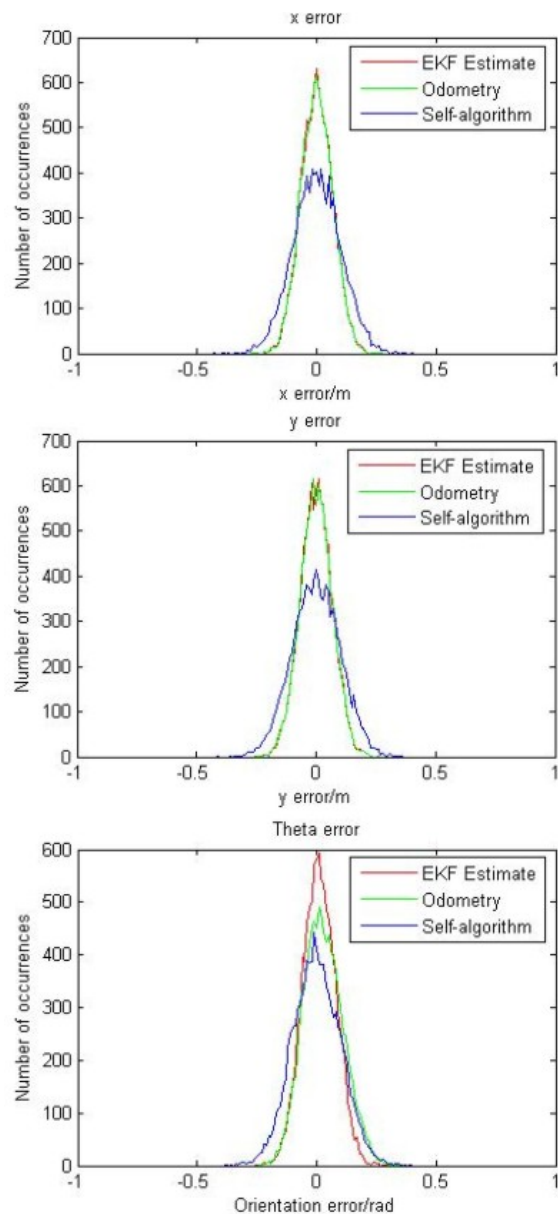 x error
700
600
500
400
300
200
100
0
Number of occurrences
EKF Estimate
Odometry
Self-algorithm
-1
-0.5
0
0.5
1
x error/m
y error
700
600
500
400
300
200
100
0
Number of occurrences
EKF Estimate
Odometry
Self-algorithm
-1
-0.5
0
0.5
1
y error/m
Theta error
600
500
400
300
200
100
0
Number of occurrences
EKF Estimate
Odometry
Self-algorithm
-1
-0.5
0
0.5
1
Orientation error/rad